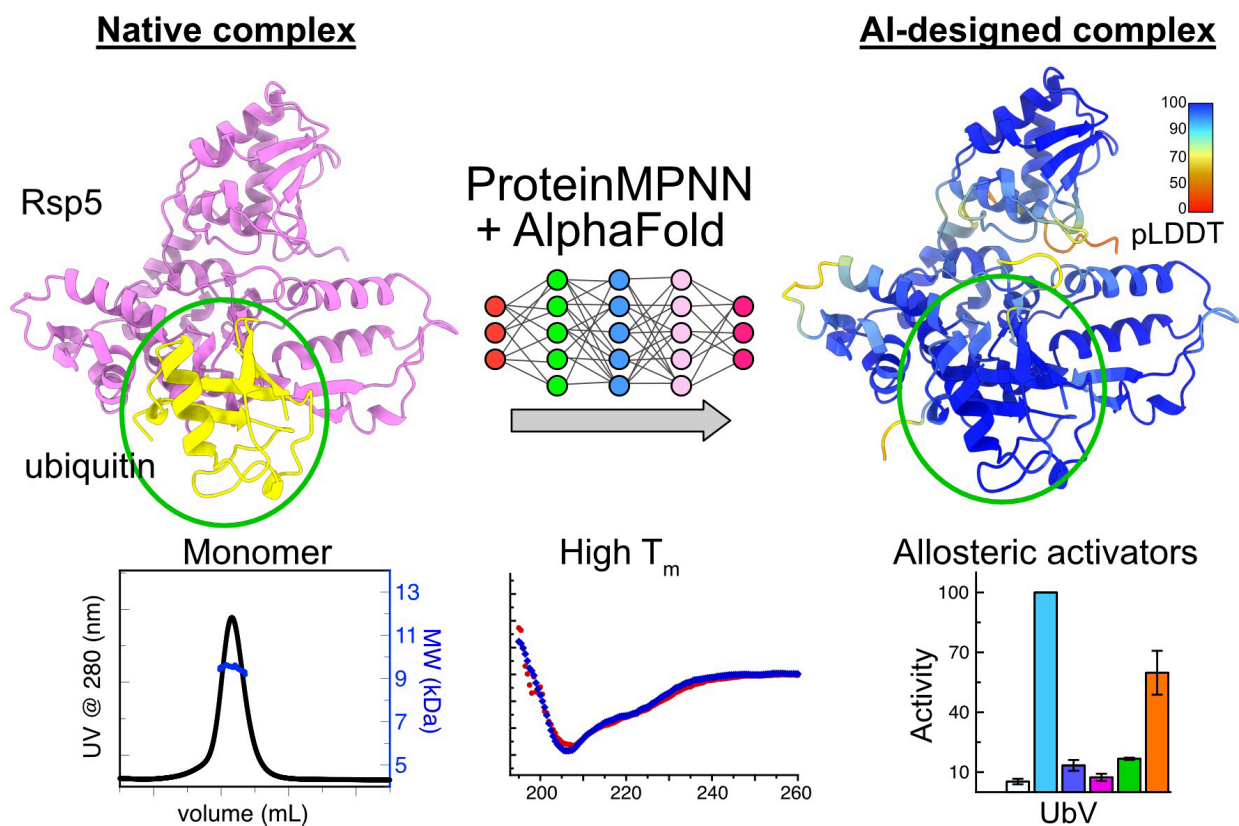 Native complex
AI-designed complex
Rsp5
ubiquitin
ProteinMPNN
+ AlphaFold
100
90
70
50
0
pLDDT
Monomer
UV @ 280 (nm)
13
11
9
7
5
MW (kDa)
volume (mL)
High Tm
200
220
240
260
Allosteric activators
Activity
100
70
40
10
UbV